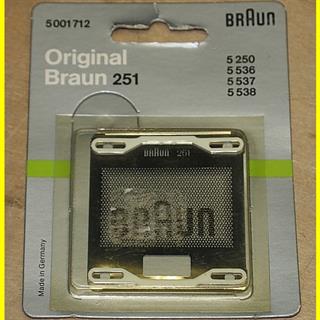 5001712
BRAUN
Original
Braun 251
5 250
5 536
5 537
5 538
BRAUN 251
BRAUN
Made in Germany